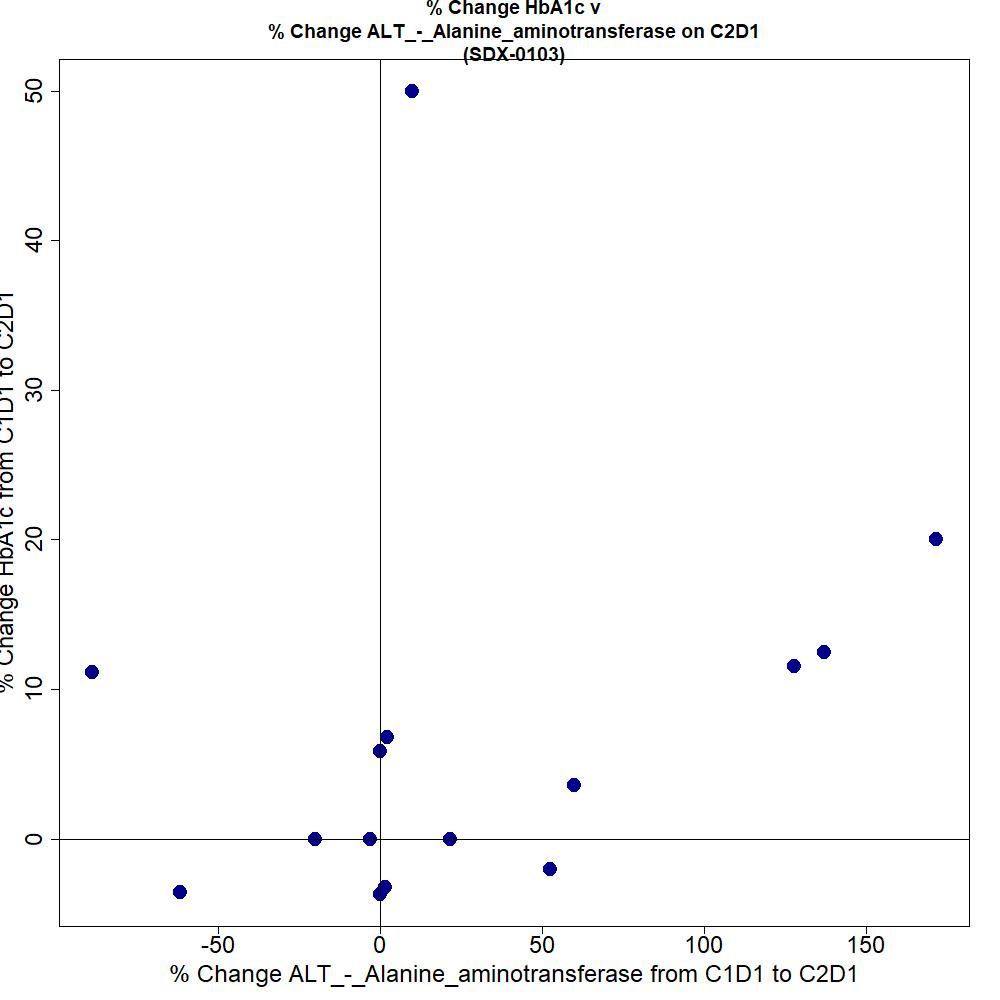 % Change HbA1c v
% Change ALT_-_Alanine_aminotransferase on C2D1
(SDX-0103)
50
40
30
20
10
0
% Change HbA1c from C1D1 to C2D1
-50
0
50
100
150
% Change ALT_-_Alanine_aminotransferase from C1D1 to C2D1